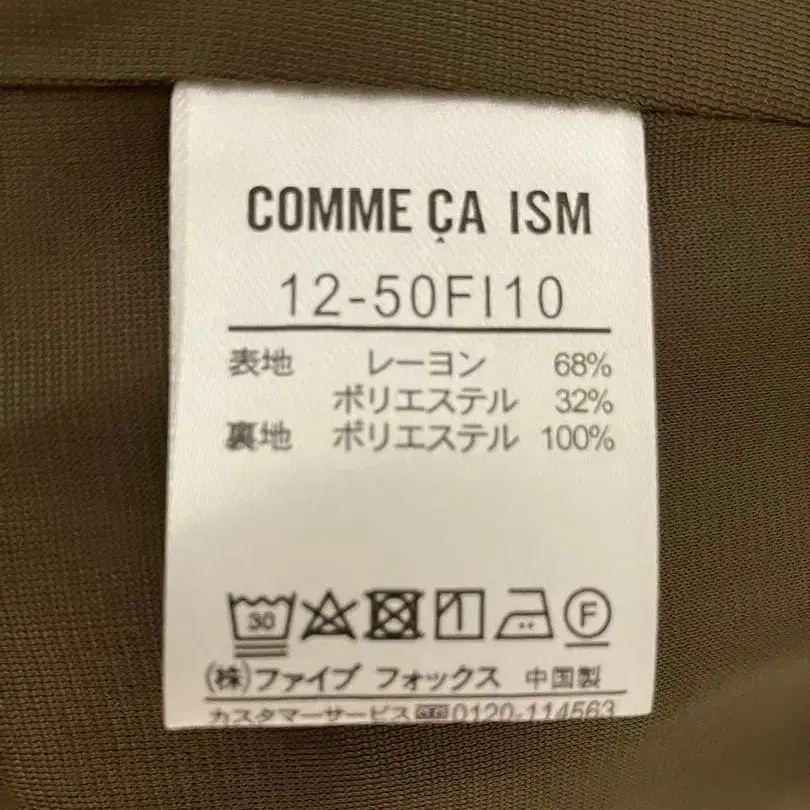 COMME ÇA ISM
12-50FI10
表地 レーヨン 68%
ポリエステル 32%
裏地 ポリエステル 100%
30
F
(株)ファイブ フォックス 中国製
カスタマーサービス 0120-114563